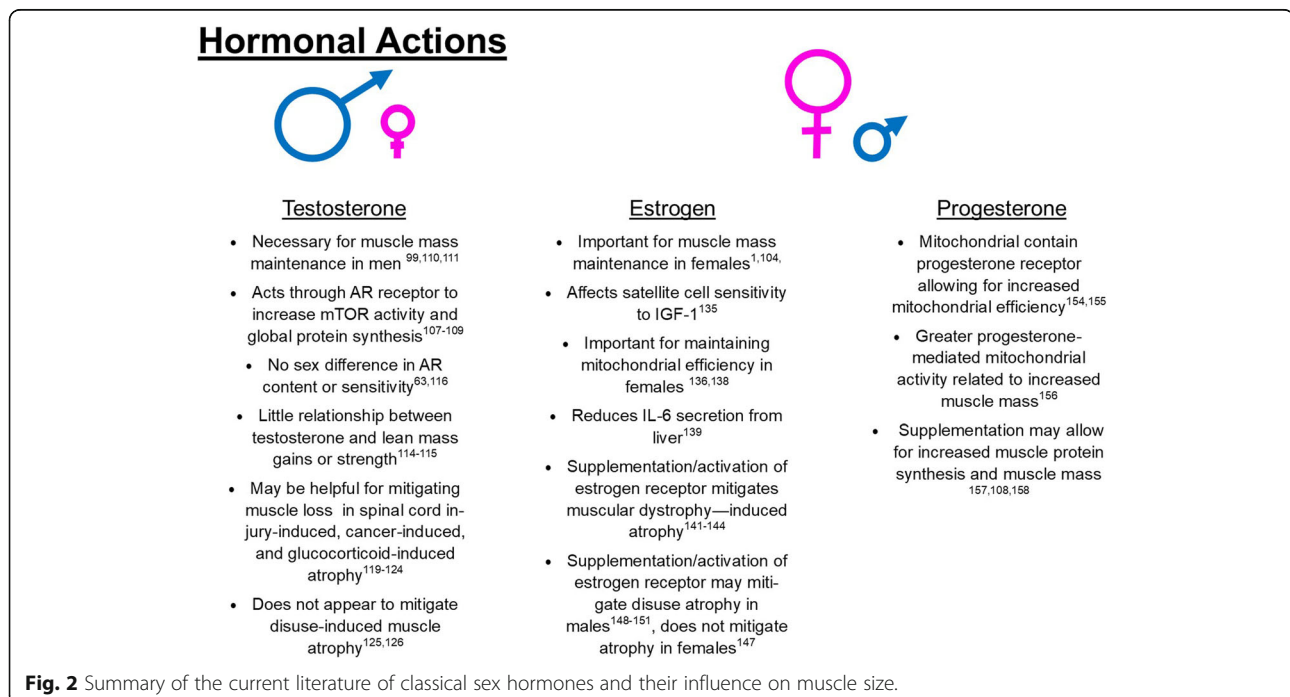 Hormonal Actions
Testosterone
• Necessary for muscle mass
maintenance in men 99,110,111
• Acts through AR receptor to
increase mTOR activity and
global protein synthesis107-109
• No sex difference in AR
content or sensitivity63,116
• Little relationship between
testosterone and lean mass
gains or strength114-115
• May be helpful for mitigating
muscle loss in spinal cord in-
jury-induced, cancer-induced,
and glucocorticoid-induced
atrophy119-124
• Does not appear to mitigate
disuse-induced muscle
atrophy125,126
Estrogen
• Important for muscle mass
maintenance in females1,104,
• Affects satellite cell sensitivity
to IGF-1135
• Important for maintaining
mitochondrial efficiency in
females 136,138
• Reduces IL-6 secretion from
liver139
• Supplementation/activation of
estrogen receptor mitigates
muscular dystrophy—induced
atrophy141-144
• Supplementation/activation of
estrogen receptor may miti-
gate disuse atrophy in
males148-151, does not mitigate
atrophy in females147
Progesterone
• Mitochondrial contain
progesterone receptor
allowing for increased
mitochondrial efficiency154,155
• Greater progesterone-
mediated mitochondrial
activity related to increased
muscle mass156
• Supplementation may allow
for increased muscle protein
synthesis and muscle mass
157,108,158
Fig. 2 Summary of the current literature of classical sex hormones and their influence on muscle size.